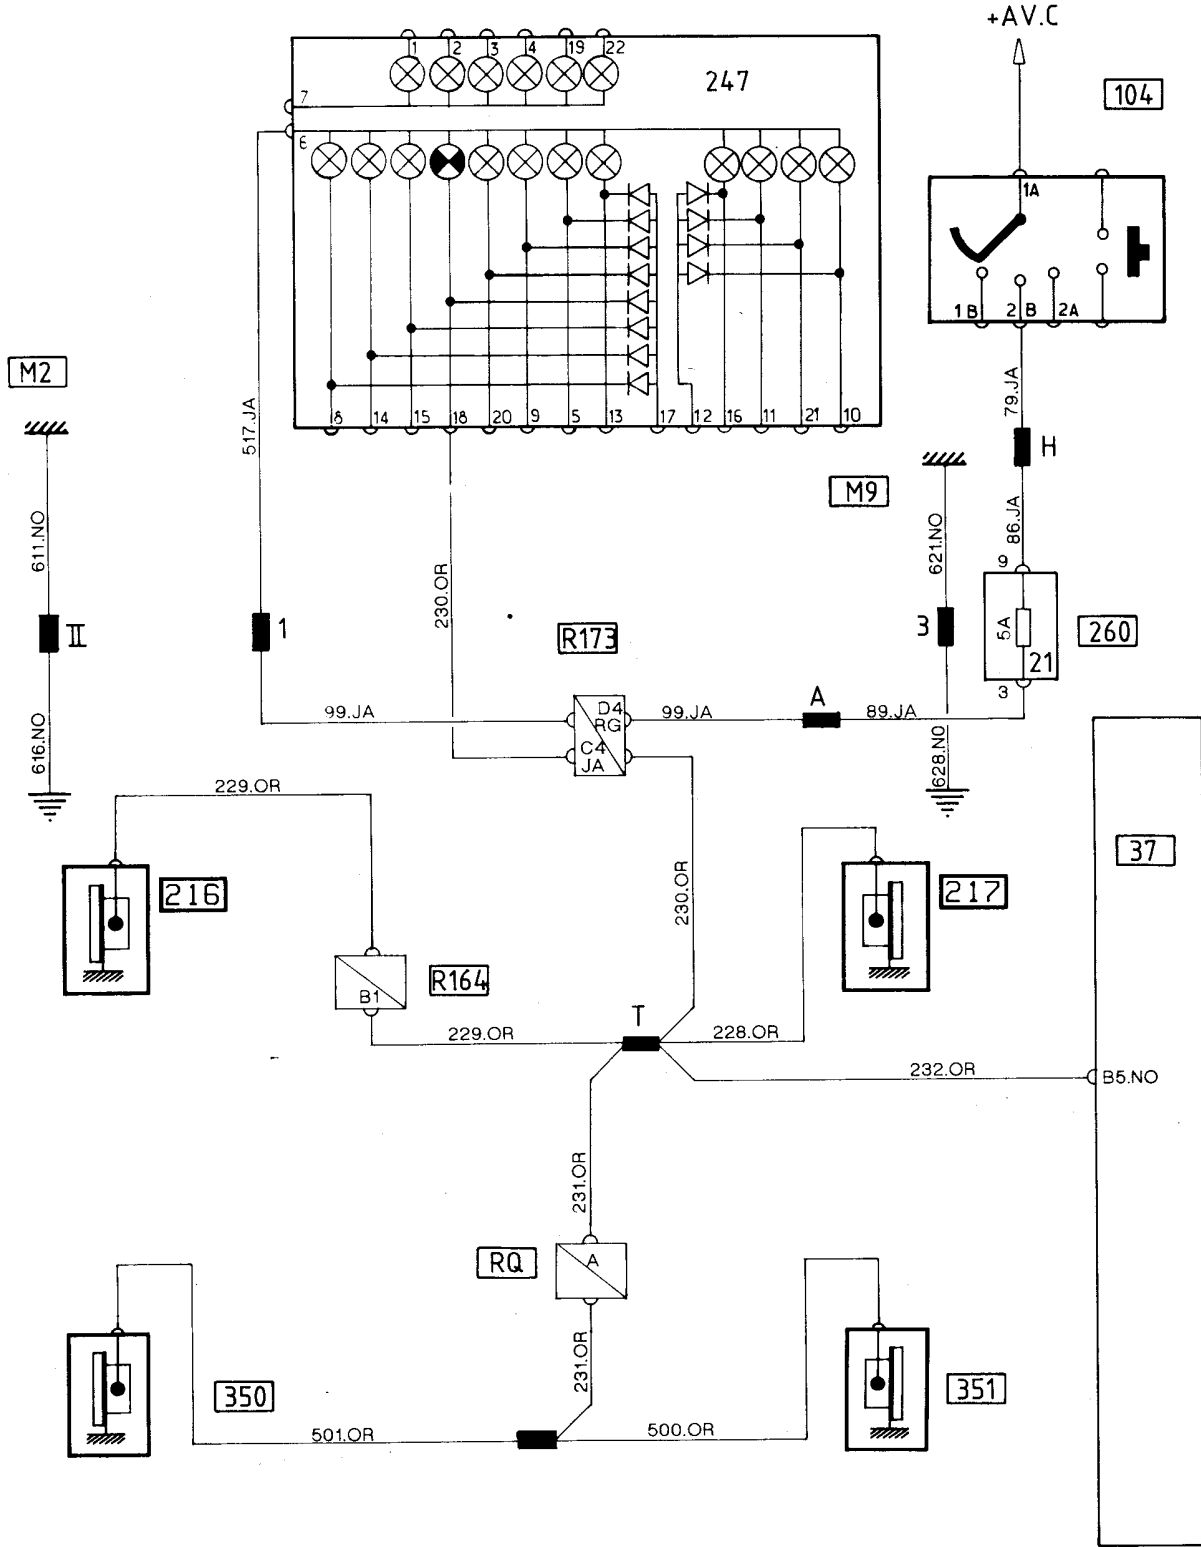 +AV.C
1 2 3 4 19 22
247
104
7
6
1A
1B 2 B 2A
M2
8 14 15 18 20 9 5 13 17 12 16 11 21 10
517.JA
79.JA
H
M9
611.NO
621.NO
86.JA
9
230.OR
II
1
R173
3
5A
21
260
3
616.NO
99.JA
D4
RG
C4
JA
99.JA
A
89.JA
628.NO
229.OR
37
216
217
230.OR
R164
B1
T
229.OR
228.OR
232.OR
B5.NO
231.OR
RQ
A
231.OR
350
351
501.OR
500.OR